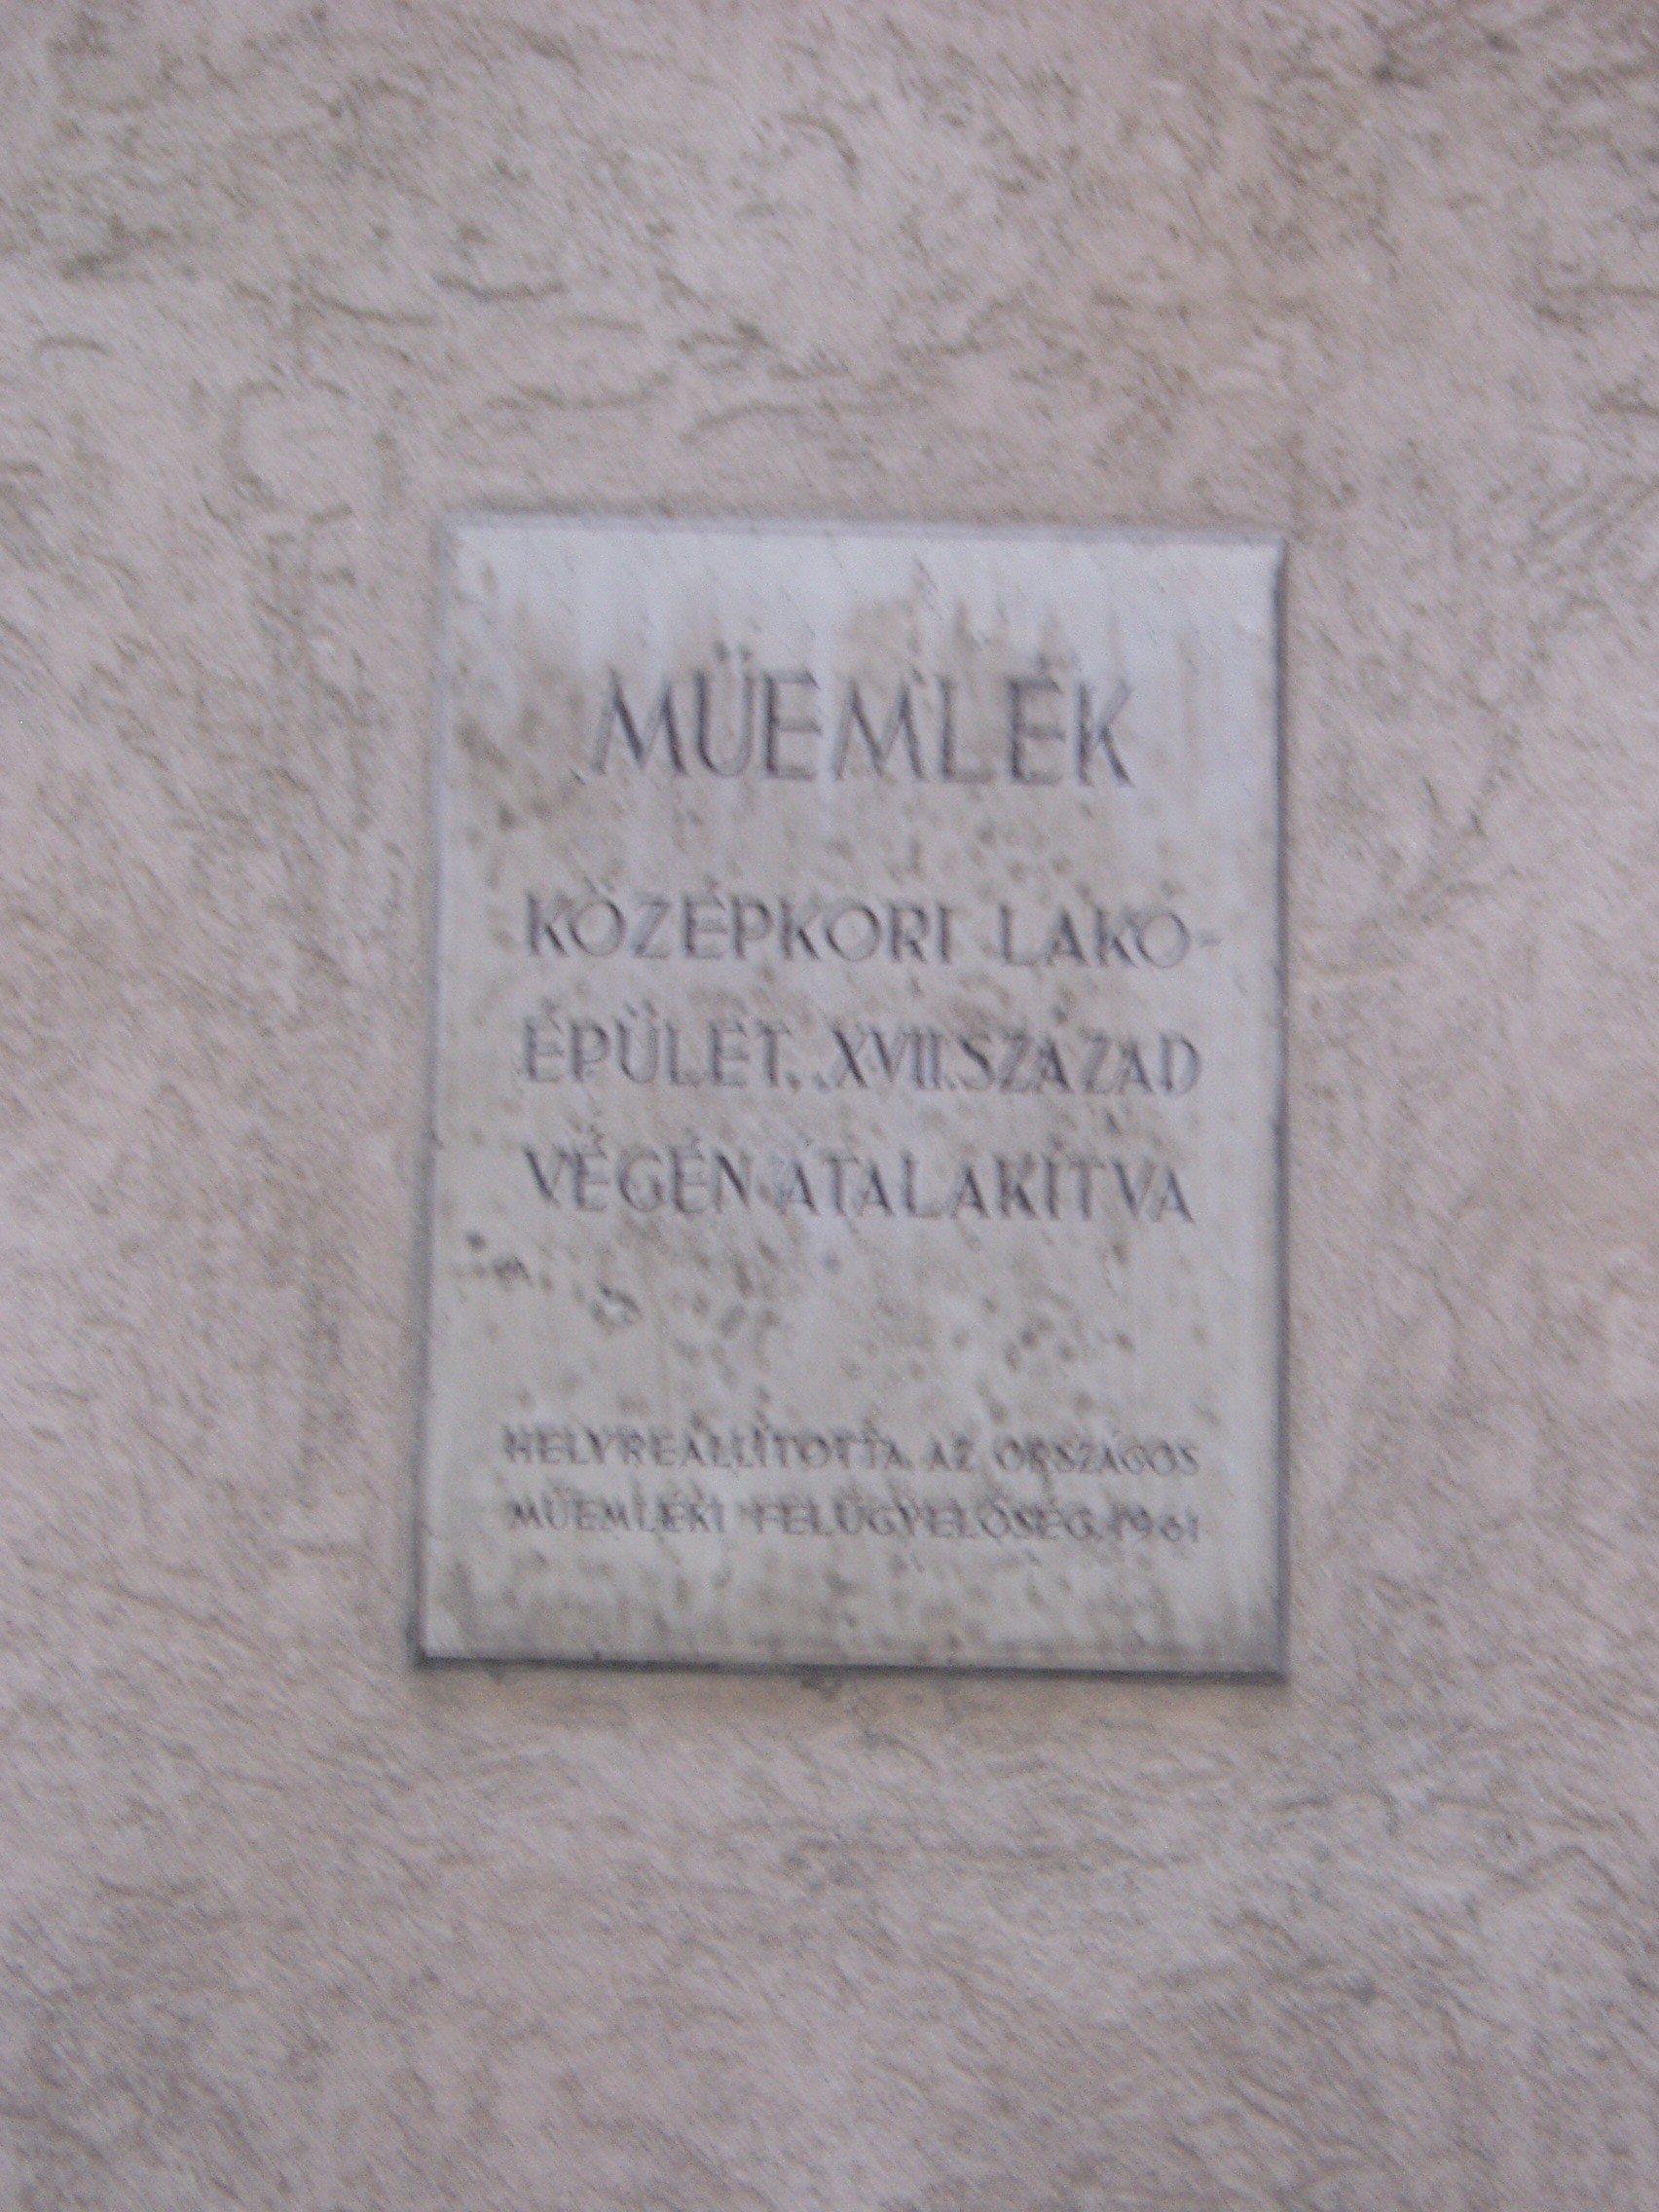 MŰEMLÉK
KÖZÉPKORI LAKÓ-
ÉPÜLET. XVII. SZÁZAD
VÉGÉN ÁTALAKÍTVA
HELYREÁLLÍTOTTA AZ ORSZÁGOS
MŰEMLÉKI FELÜGYELŐSÉG. 1961